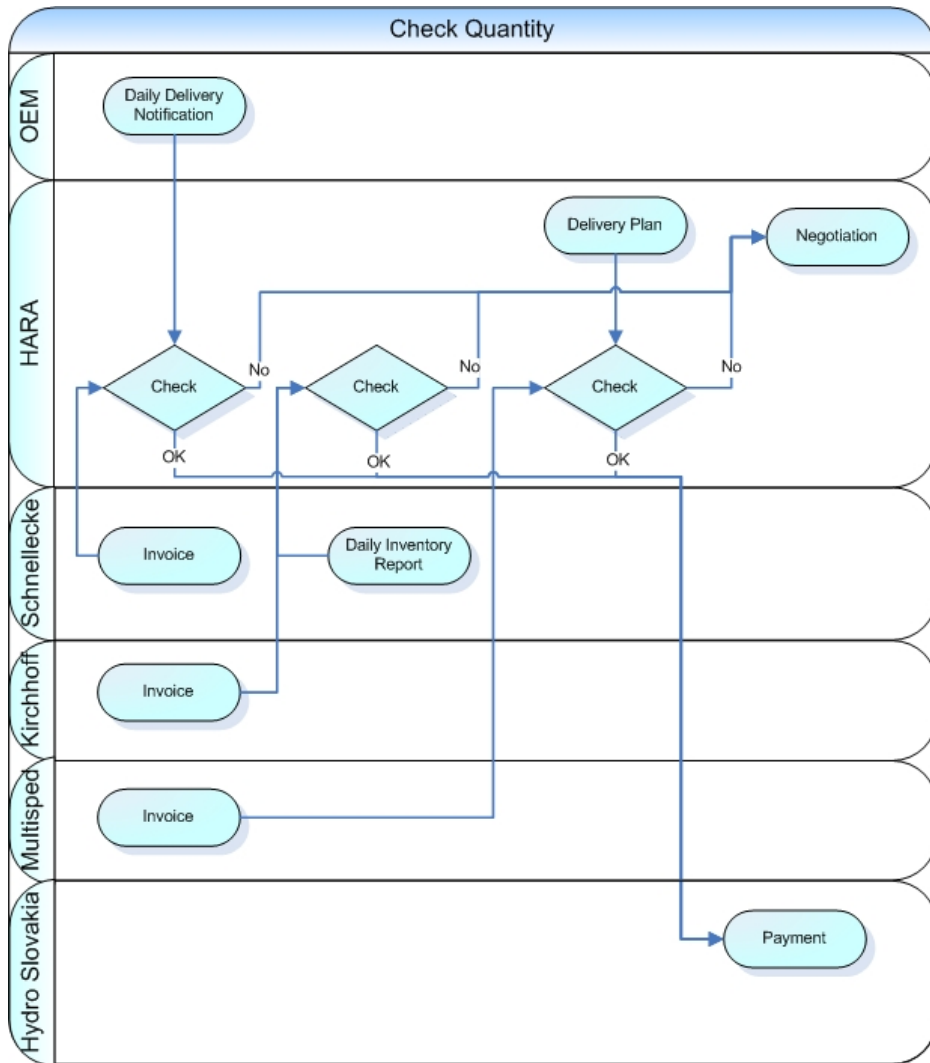 Check Quantity
OEM
Daily Delivery
Notification
HARA
Delivery Plan
Negotiation
Check
No
Check
No
Check
No
OK
OK
OK
Schnellecke
Invoice
Daily Inventory
Report
Kirchhoff
Invoice
Multisped
Invoice
Hydro Slovakia
Payment